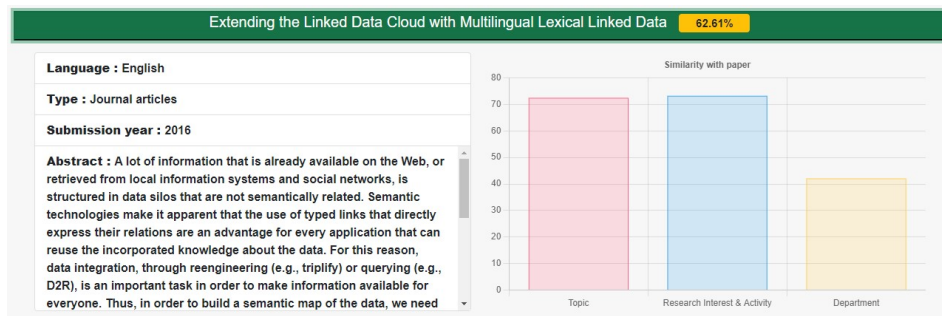 Extending the Linked Data Cloud with Multilingual Lexical Linked Data 62.61%
Language : English
Type : Journal articles
Submission year : 2016
Abstract : A lot of information that is already available on the Web, or
retrieved from local information systems and social networks, is
structured in data silos that are not semantically related. Semantic
technologies make it apparent that the use of typed links that directly
express their relations are an advantage for every application that can
reuse the incorporated knowledge about the data. For this reason,
data integration, through reengineering (e.g., triplify) or querying (e.g.,
D2R), is an important task in order to make information available for
everyone. Thus, in order to build a semantic map of the data, we need
Similarity with paper
80
70
60
50
40
30
20
10
0
Topic Research Interest & Activity Department